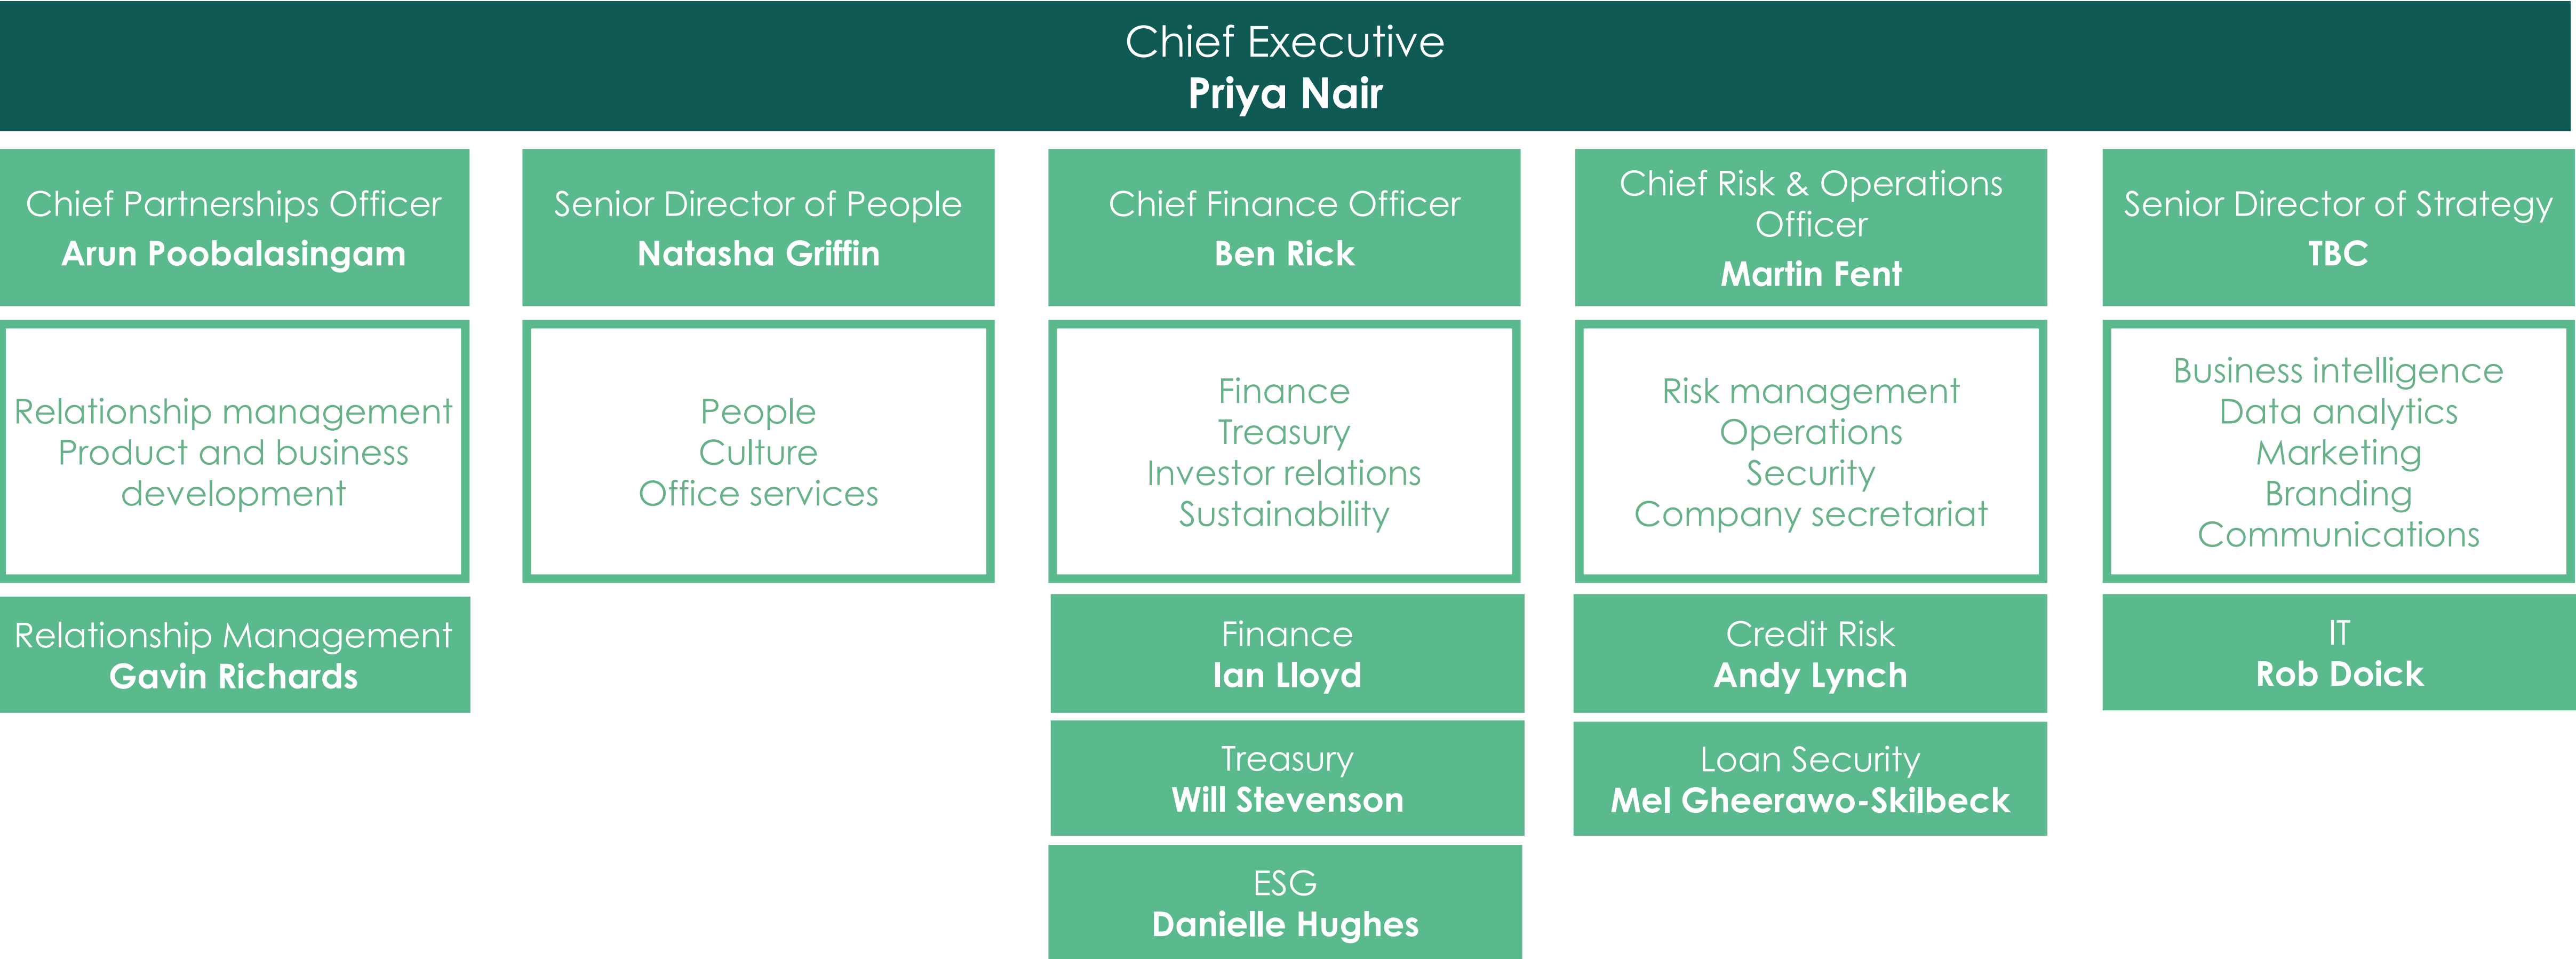 Chief Executive
Priya Nair
Chief Partnerships Officer
Arun Poobalasingam
Relationship management
Product and business
development
Relationship Management
Gavin Richards
Senior Director of People
Natasha Griffin
People
Culture
Office services
Chief Finance Officer
Ben Rick
Finance
Treasury
Investor relations
Sustainability
Finance
Ian Lloyd
Treasury
Will Stevenson
ESG
Danielle Hughes
Chief Risk & Operations
Officer
Martin Fent
Risk management
Operations
Security
Company secretariat
Credit Risk
Andy Lynch
Loan Security
Mel Gheerawo-Skilbeck
Senior Director of Strategy
TBC
Business intelligence
Data analytics
Marketing
Branding
Communications
IT
Rob Doick